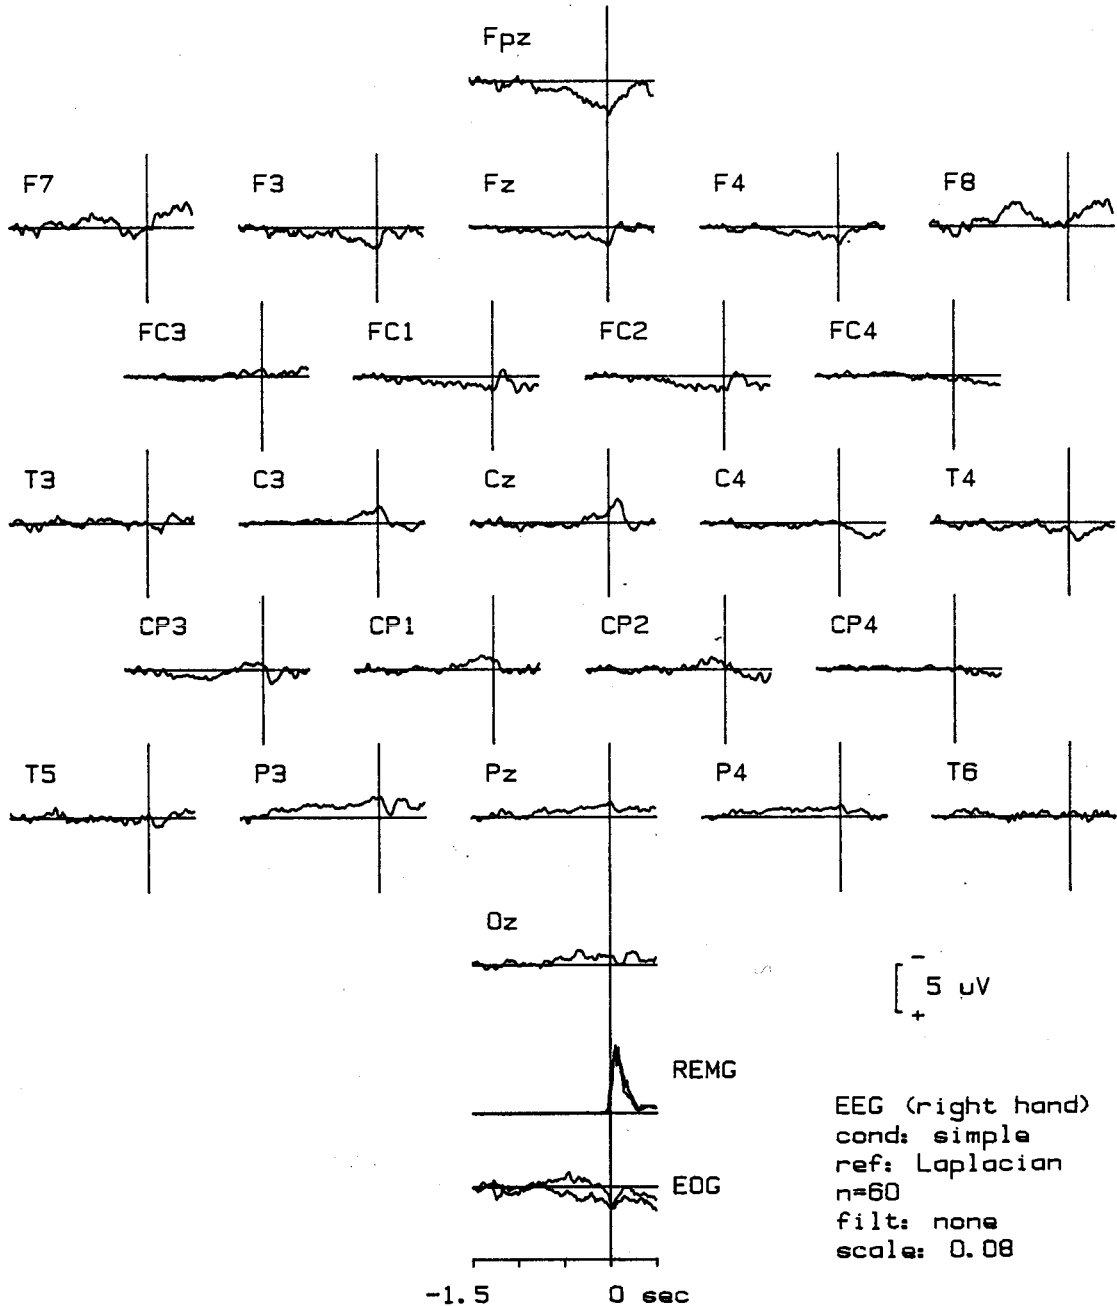 Fpz
F7 F3 Fz F4 F8
FC3 FC1 FC2 FC4
T3 C3 Cz C4 T4
CP3 CP1 CP2 CP4
T5 P3 Pz P4 T6
Oz
-
5 uV
+
REMG
EOG
EEG (right hand)
cond: simple
ref: Laplacian
n=60
filt: none
scale: 0.08
-1.5 0 sec